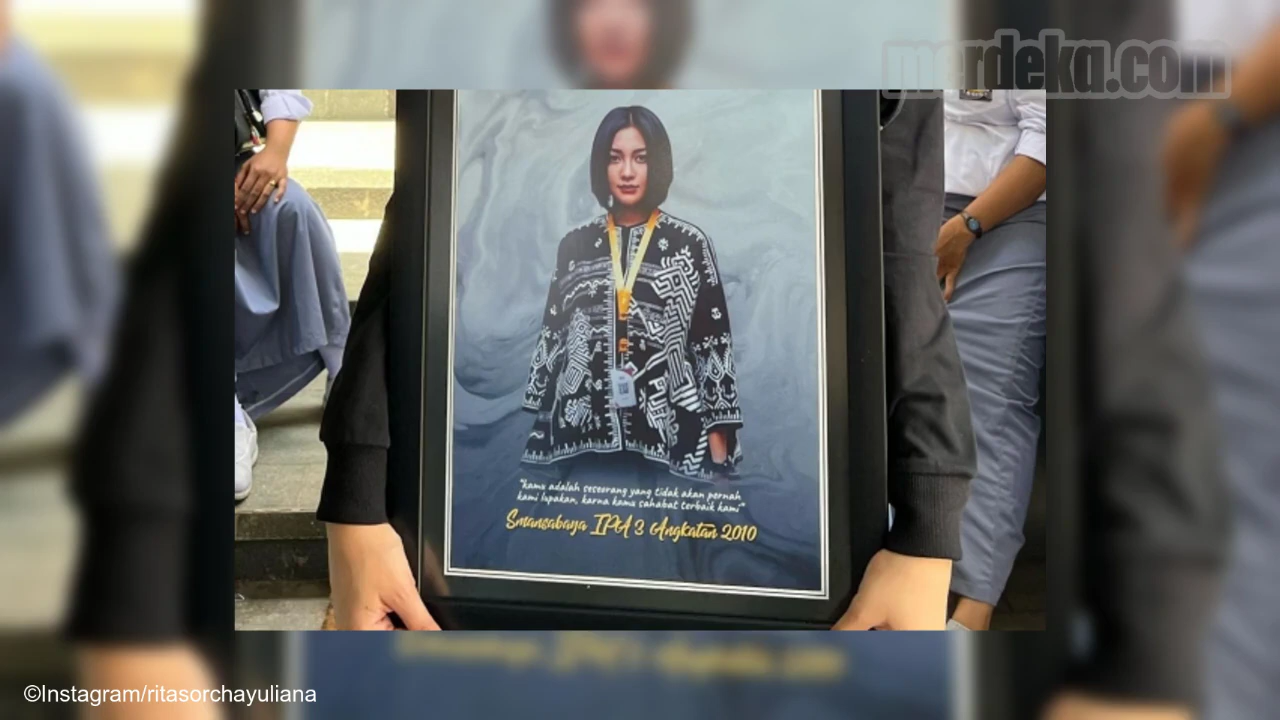 merdeka.com
"kamu adalah seseorang yang tidak akan pernah
kami lupakan, karna kamu sahabat terbaik kami"
Smansabaya IPA 3 Angkatan 2010
©Instagram/ritasorchayuliana